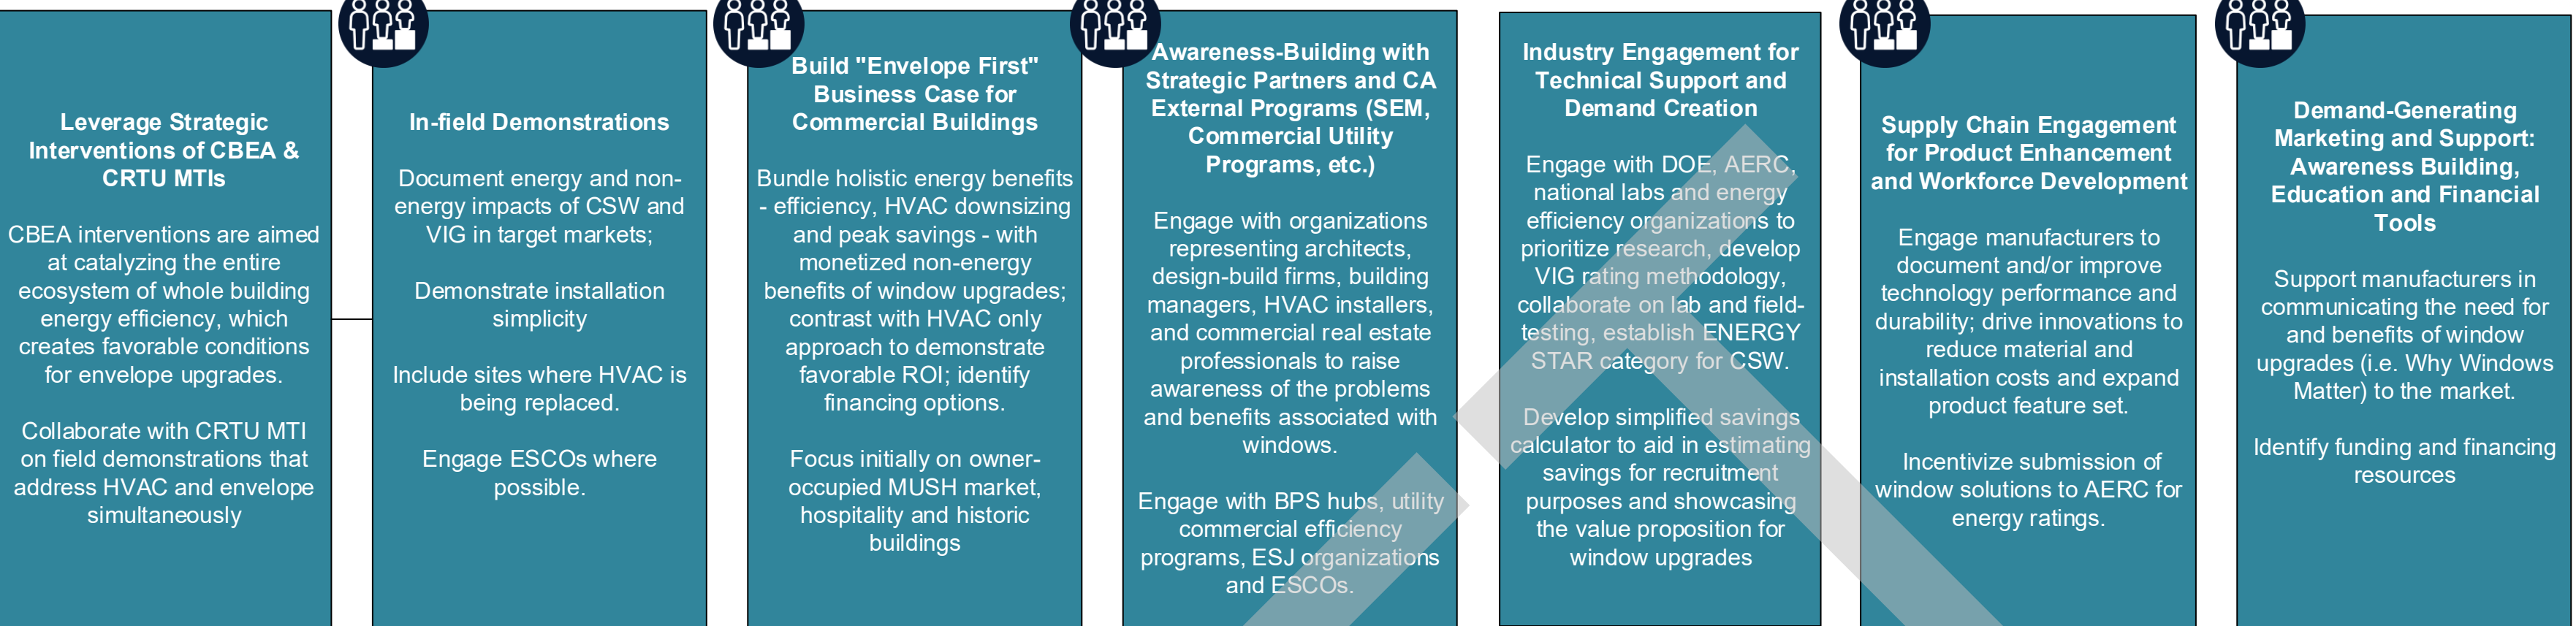 Leverage Strategic
Interventions of CBEA &
CRTU MTIs
CBEA interventions are aimed
at catalyzing the entire
ecosystem of whole building
energy efficiency, which
creates favorable conditions
for envelope upgrades.
Collaborate with CRTU MTI
on field demonstrations that
address HVAC and envelope
simultaneously
In-field Demonstrations
Document energy and non-
energy impacts of CSW and
VIG in target markets;
Demonstrate installation
simplicity
Include sites where HVAC is
being replaced.
Engage ESCOs where
possible.
Build "Envelope First"
Business Case for
Commercial Buildings
Bundle holistic energy benefits
- efficiency, HVAC downsizing
and peak savings - with
monetized non-energy
benefits of window upgrades;
contrast with HVAC only
approach to demonstrate
favorable ROI; identify
financing options.
Focus initially on owner-
occupied MUSH market,
hospitality and historic
buildings
Awareness-Building with
Strategic Partners and CA
External Programs (SEM,
Commercial Utility
Programs, etc.)
Engage with organizations
representing architects,
design-build firms, building
managers, HVAC installers,
and commercial real estate
professionals to raise
awareness of the problems
and benefits associated with
windows.
Engage with BPS hubs, utility
commercial efficiency
programs, ESJ organizations
and ESCOs.
Industry Engagement for
Technical Support and
Demand Creation
Engage with DOE, AERC,
national labs and energy
efficiency organizations to
prioritize research, develop
VIG rating methodology,
collaborate on lab and field-
testing, establish ENERGY
STAR category for CSW.
Develop simplified savings
calculator to aid in estimating
savings for recruitment
purposes and showcasing
the value proposition for
window upgrades
Supply Chain Engagement
for Product Enhancement
and Workforce Development
Engage manufacturers to
document and/or improve
technology performance and
durability; drive innovations to
reduce material and
installation costs and expand
product feature set.
Incentivize submission of
window solutions to AERC for
energy ratings.
Demand-Generating
Marketing and Support:
Awareness Building,
Education and Financial
Tools
Support manufacturers in
communicating the need for
and benefits of window
upgrades (i.e. Why Windows
Matter) to the market.
Identify funding and financing
resources